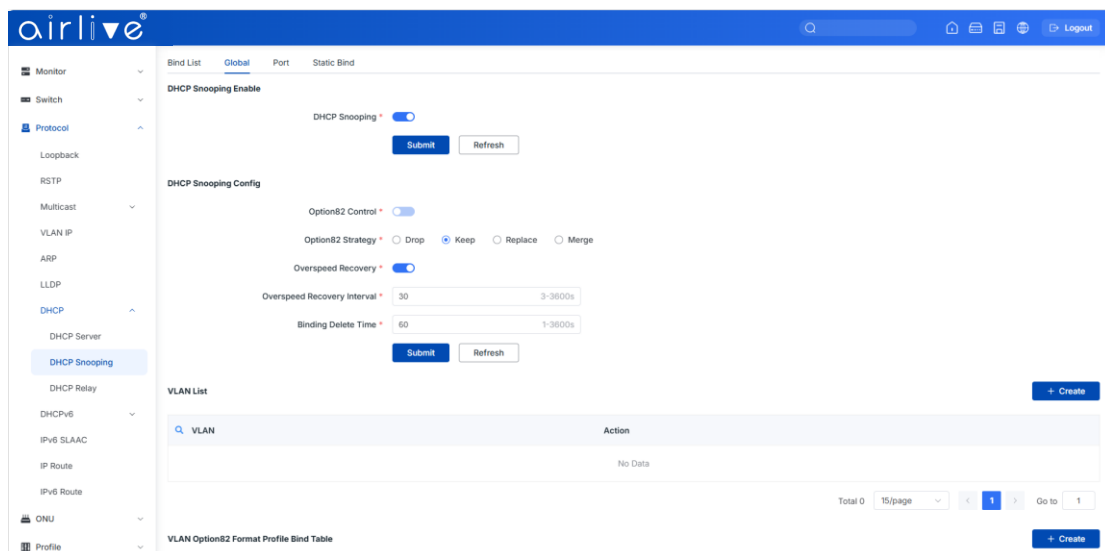 airlive®
Logout
Monitor
Switch
Protocol
Loopback
RSTP
Multicast
VLAN IP
ARP
LLDP
DHCP
DHCP Server
DHCP Snooping
DHCP Relay
DHCPv6
IPv6 SLAAC
IP Route
IPv6 Route
ONU
Profile
Bind List Global Port Static Bind
DHCP Snooping Enable
DHCP Snooping *
Submit Refresh
DHCP Snooping Config
Option82 Control *
Option82 Strategy * Drop Keep Replace Merge
Overspeed Recovery *
Overspeed Recovery Interval * 30 3-3600s
Binding Delete Time * 60 1-3600s
Submit Refresh
VLAN List + Create
VLAN Action
No Data
Total 0 15/page < 1 > Go to 1
VLAN Option82 Format Profile Bind Table + Create